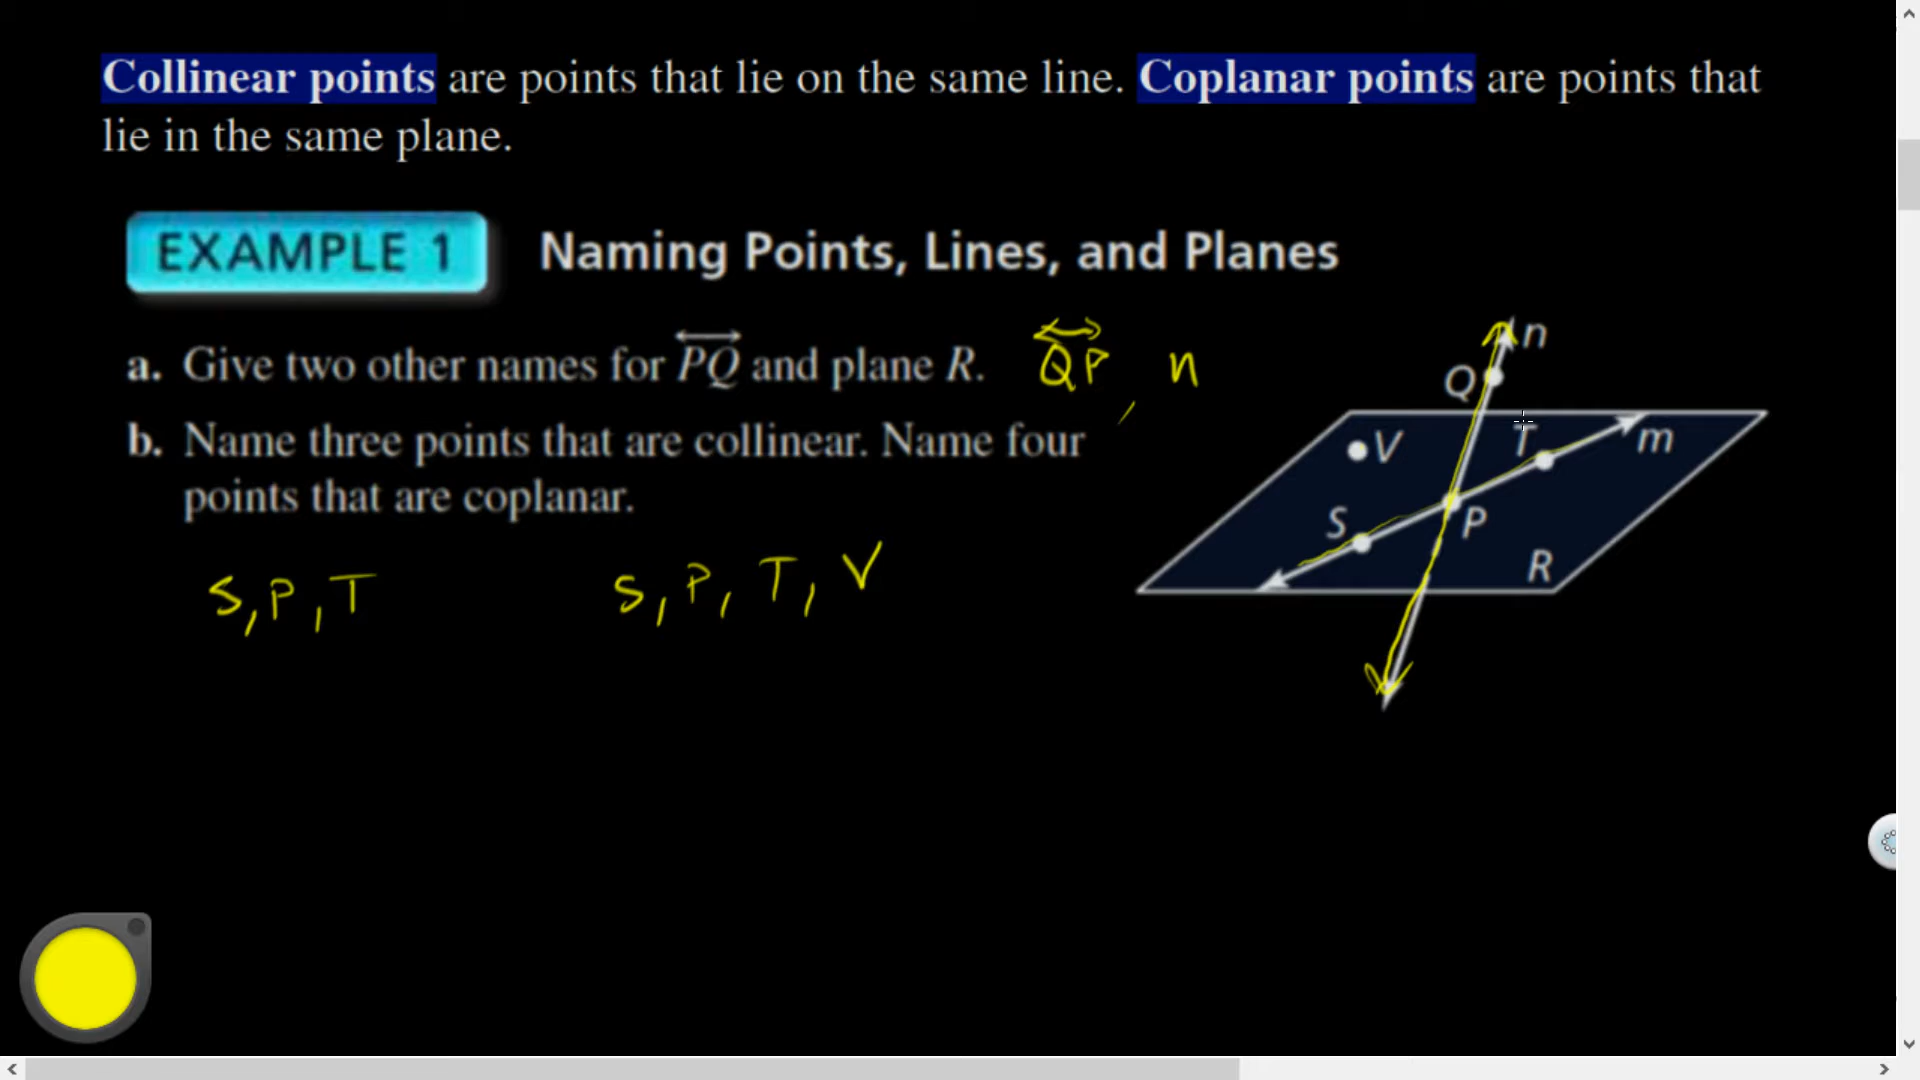 Collinear points are points that lie on the same line. Coplanar points are points that
lie in the same plane.
EXAMPLE 1 Naming Points, Lines, and Planes
a. Give two other names for PQ and plane R. QP, n
b. Name three points that are collinear. Name four
points that are coplanar.
S, P, T S, P, T, V
n
Q
V
T
m
S
P
R